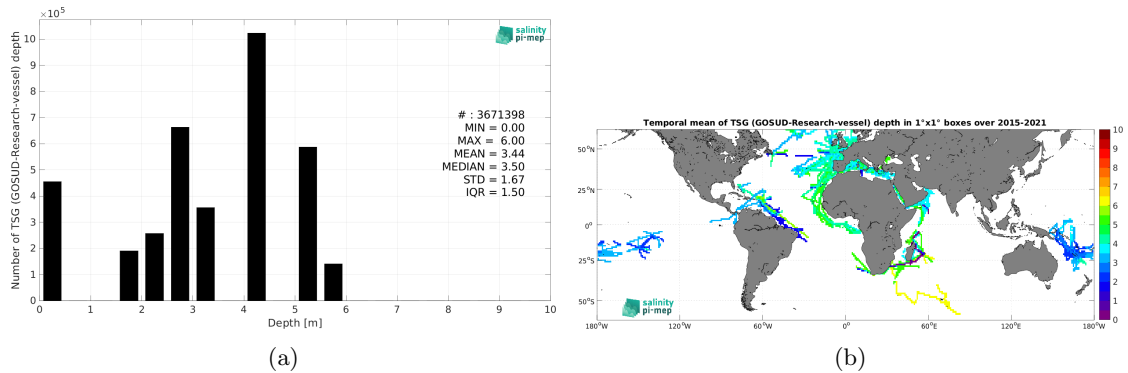 ×10⁵
salinity
pi-mep
Number of TSG (GOSUD-Research-vessel) depth
10
9
8
7
6
5
4
3
2
1
0
# : 3671398
MIN = 0.00
MAX = 6.00
MEAN = 3.44
MEDIAN = 3.50
STD = 1.67
IQR = 1.50
0 1 2 3 4 5 6 7 8 9 10
Depth [m]
(a)
Temporal mean of TSG (GOSUD-Research-vessel) depth in 1°x1° boxes over 2015-2021
50°N
25°N
0°
25°S
50°S
salinity
pi-mep
180°W 120°W 60°W 0° 60°E 120°E 180°W
10
9
8
7
6
5
4
3
2
1
0
(b)